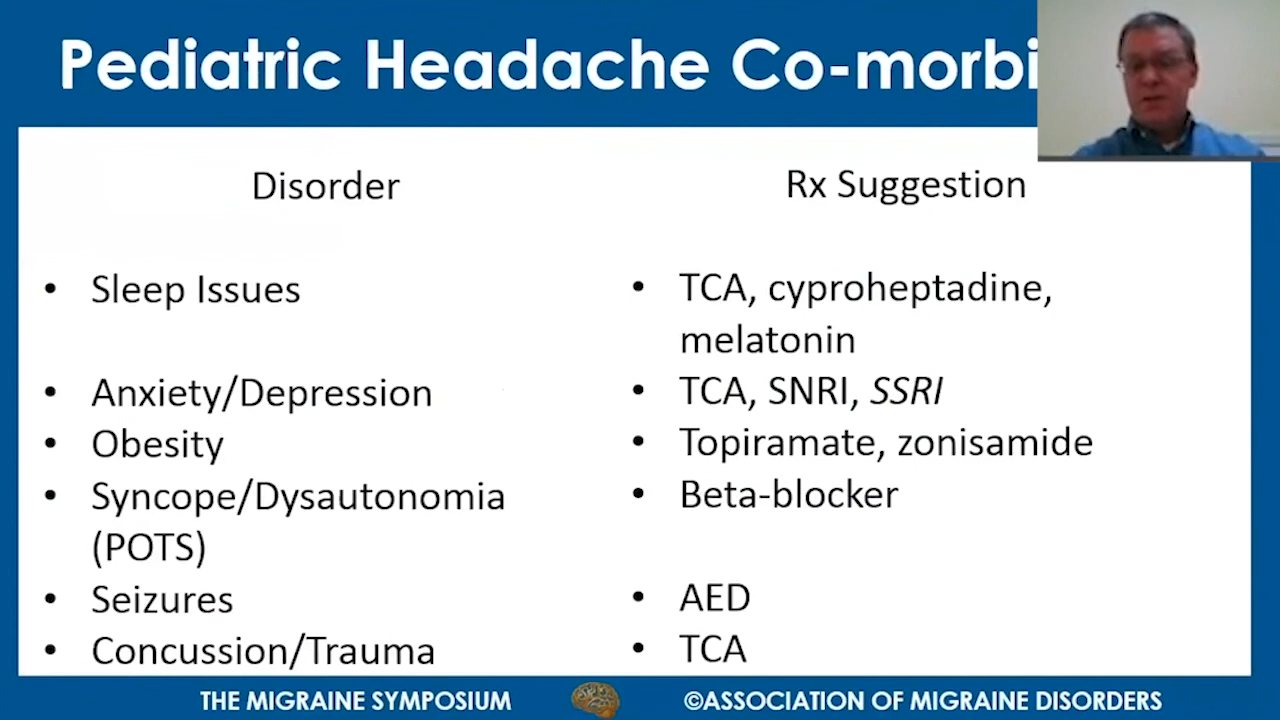 Pediatric Headache Co-morbi
Disorder
Rx Suggestion
• Sleep Issues
• TCA, cyproheptadine,
melatonin
• Anxiety/Depression
• TCA, SNRI, SSRI
• Obesity
• Topiramate, zonisamide
• Syncope/Dysautonomia
(POTS)
• Beta-blocker
• Seizures
• AED
• Concussion/Trauma
• TCA
THE MIGRAINE SYMPOSIUM
©ASSOCIATION OF MIGRAINE DISORDERS